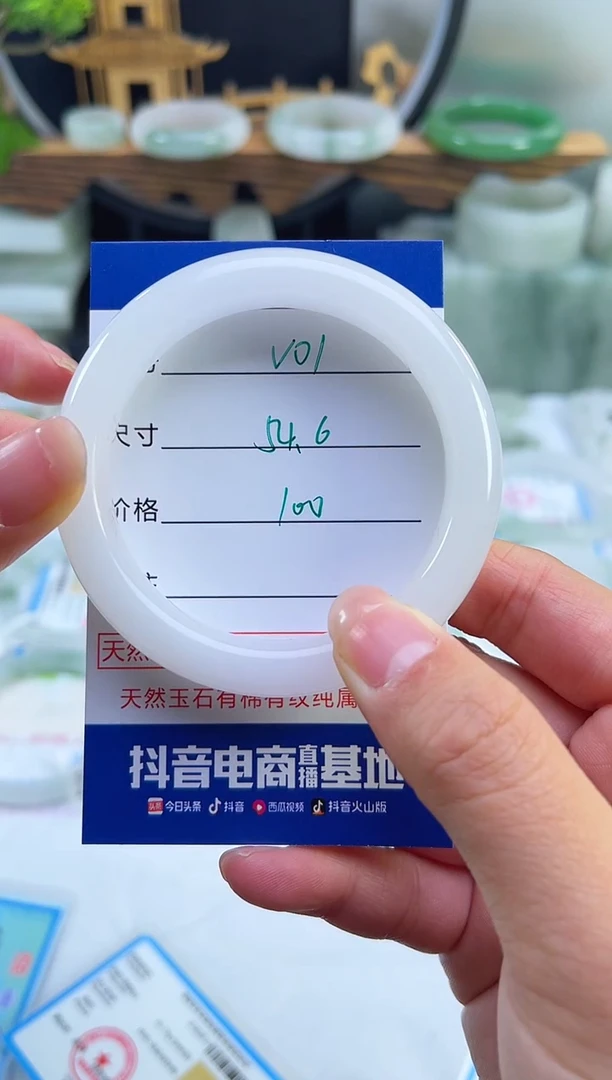 V01
尺寸 54.6
价格 100
天然
天然玉石有棉有纹纯属
抖音电商直播基地
今日头条 抖音 西瓜视频 抖音火山版